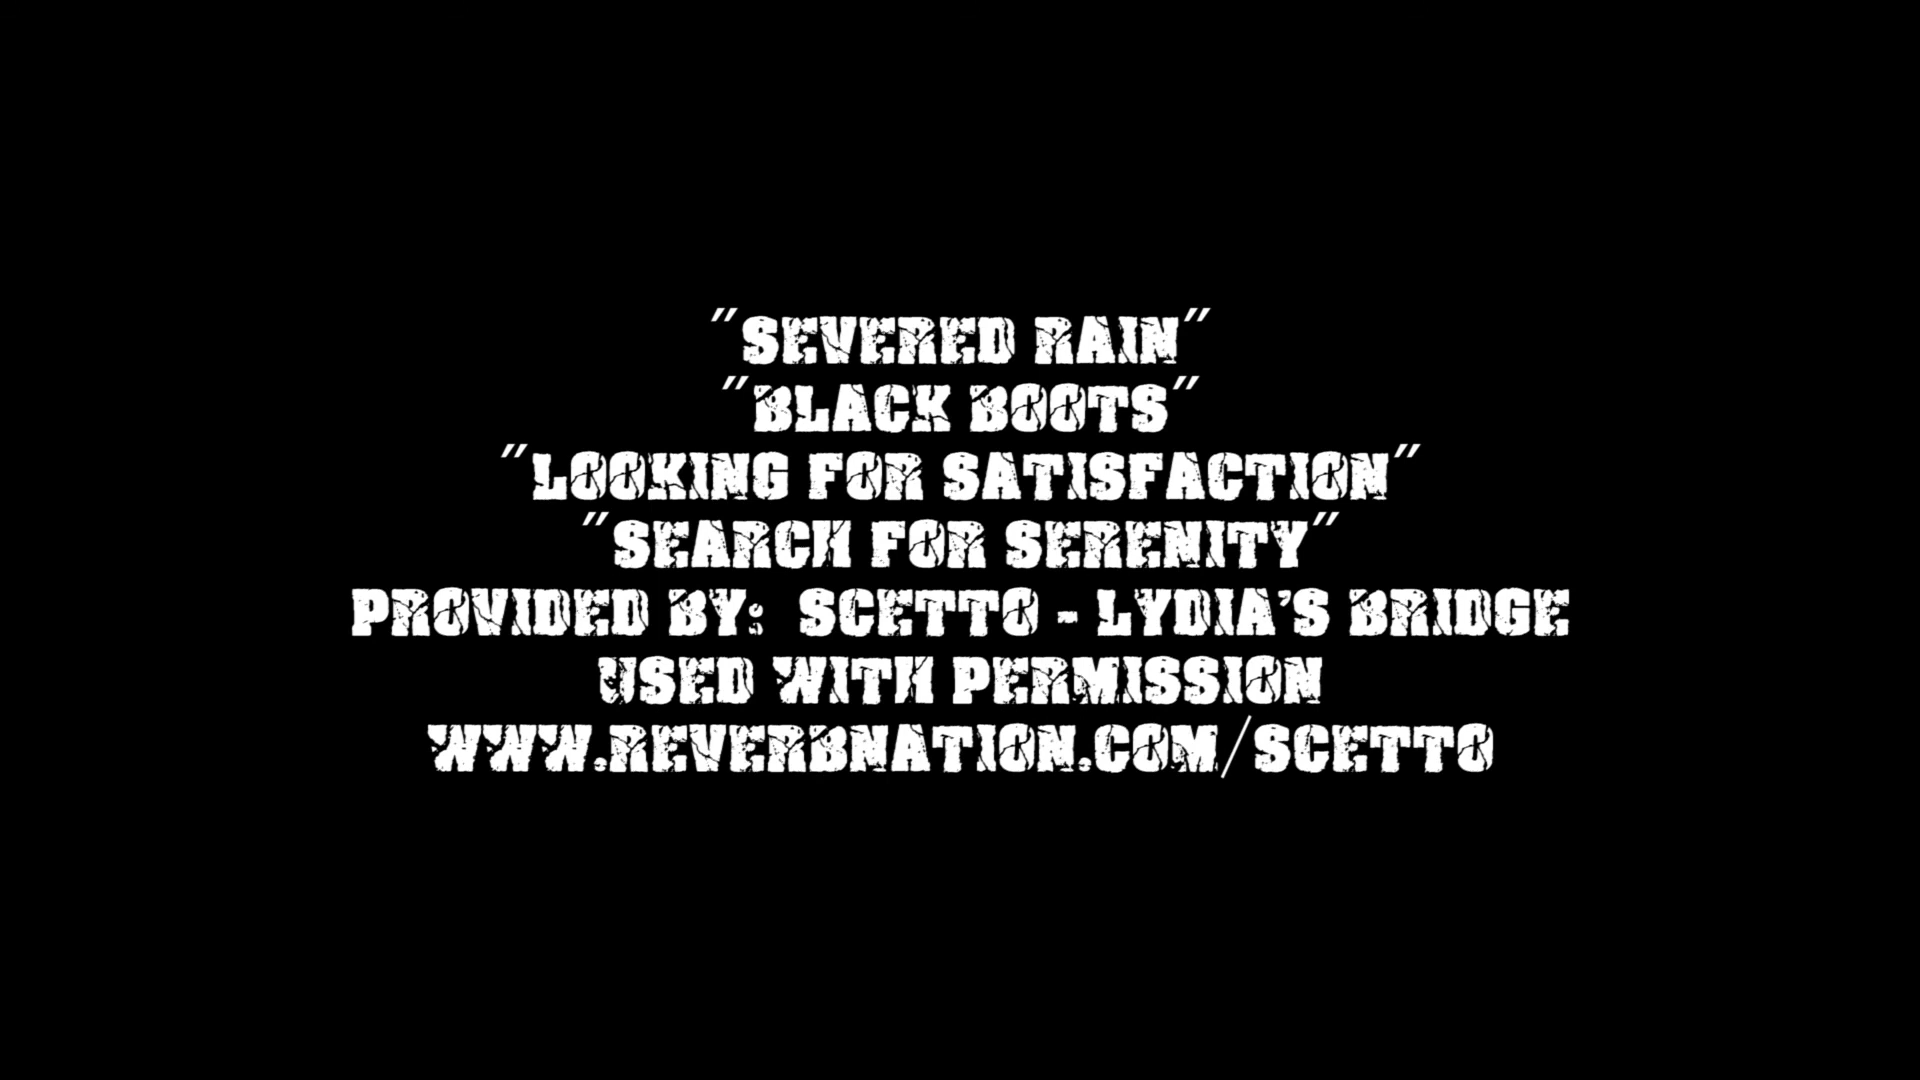 "SEVERED RAIN"
"BLACK BOOTS"
"LOOKING FOR SATISFACTION"
"SEARCH FOR SERENITY"
PROVIDED BY: SCETTO - LYDIA'S BRIDGE
USED WITH PERMISSION
WWW.REVERBNATION.COM/SCETTO